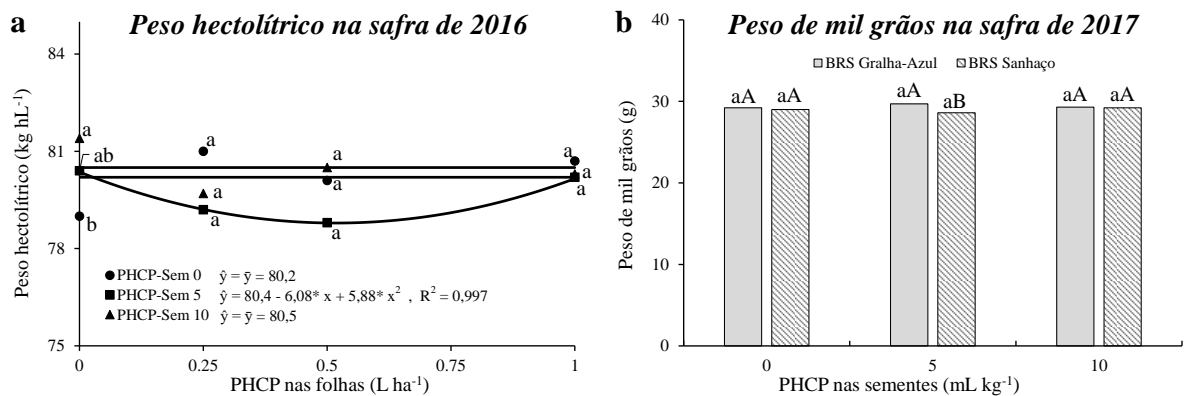 a Peso hectolítrico na safra de 2016
85
81
78
75
Peso hectolítrico (kg hL-1)
a
ab
b
a
a
a
a
a
a
a
a
a
PHCP-Sem 0 ŷ = ȳ = 80,2
PHCP-Sem 5 ŷ = 80,4 - 6,08* x + 5,88* x2 , R2 = 0,997
PHCP-Sem 10 ŷ = ȳ = 80,5
0 0.25 0.5 0.75 1
PHCP nas folhas (L ha-1)
b Peso de mil grãos na safra de 2017
BRS Gralha-Azul BRS Sanhaço
40
30
20
10
0
Peso de mil grãos (g)
aA aA aA aB aA aA
0 5 10
PHCP nas sementes (mL kg-1)